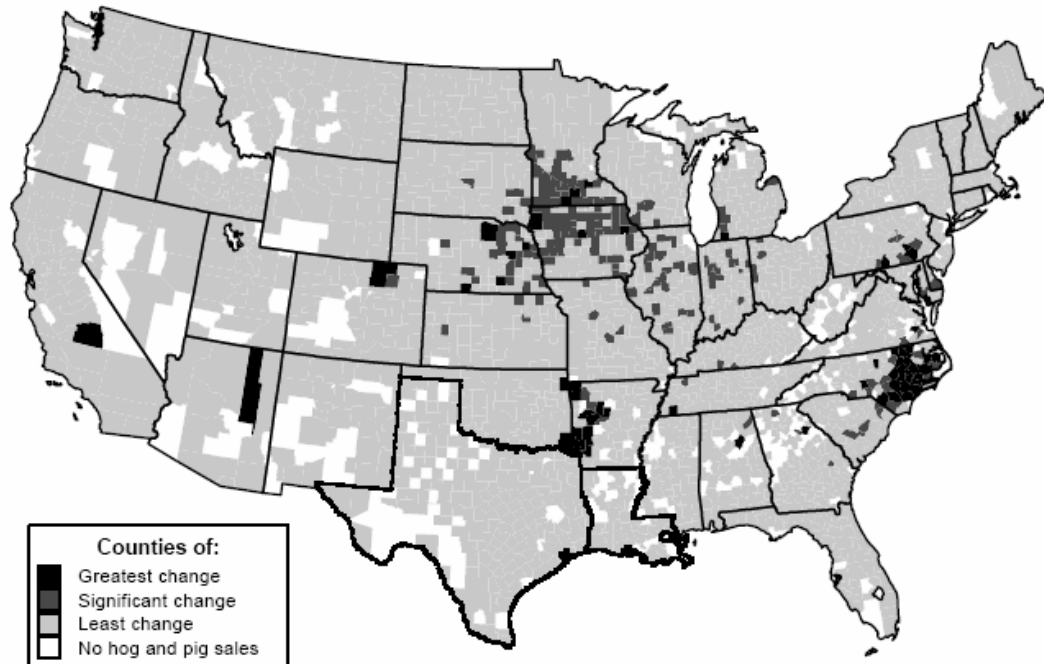 Counties of:
Greatest change
Significant change
Least change
No hog and pig sales